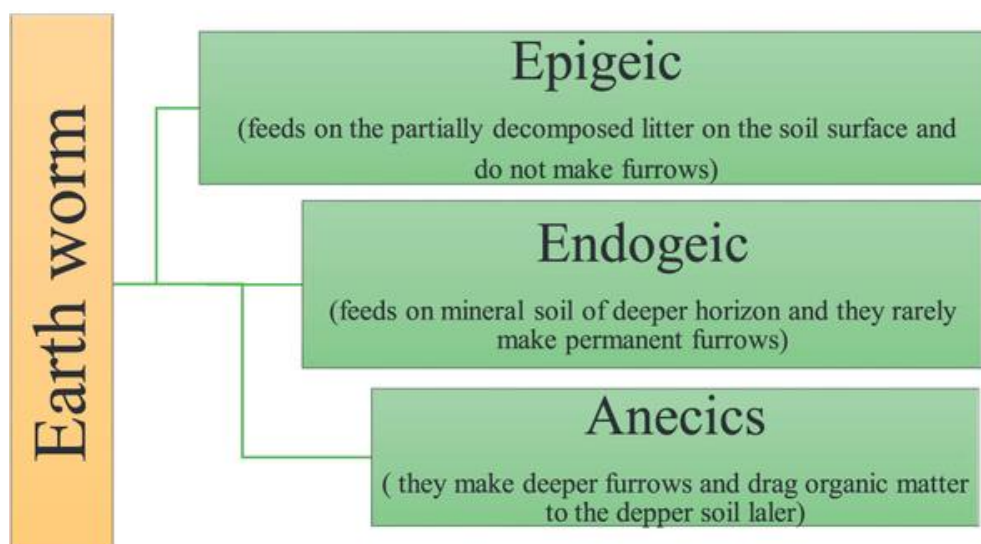 Earth worm
Epigeic
(feeds on the partially decomposed litter on the soil surface and
do not make furrows)
Endogeic
(feeds on mineral soil of deeper horizon and they rarely
make permanent furrows)
Anecics
( they make deeper furrows and drag organic matter
to the depper soil laler)